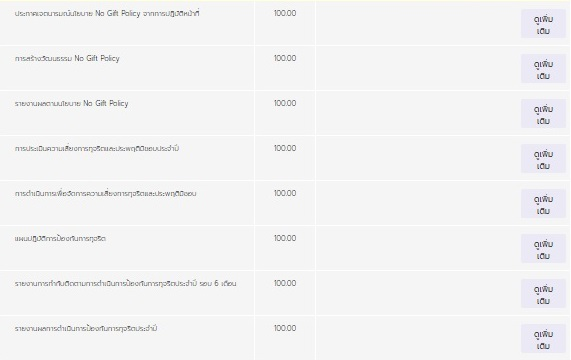 ประกาศเจตนารมณ์นโยบาย No Gift Policy จากการปฏิบัติหน้าที่ 100.00 ดูเพิ่ม
เติม
การสร้างวัฒนธรรม No Gift Policy 100.00 ดูเพิ่ม
เติม
รายงานผลตามนโยบาย No Gift Policy 100.00 ดูเพิ่ม
เติม
การประเมินความเสี่ยงการทุจริตและประพฤติมิชอบประจำปี 100.00 ดูเพิ่ม
เติม
การดำเนินการเพื่อจัดการความเสี่ยงการทุจริตและประพฤติมิชอบ 100.00 ดูเพิ่ม
เติม
แผนปฏิบัติการป้องกันการทุจริต 100.00 ดูเพิ่ม
เติม
รายงานการกำกับติดตามการดำเนินการป้องกันการทุจริตประจำปี รอบ 6 เดือน 100.00 ดูเพิ่ม
เติม
รายงานผลการดำเนินการป้องกันการทุจริตประจำปี 100.00 ดูเพิ่ม
เติม